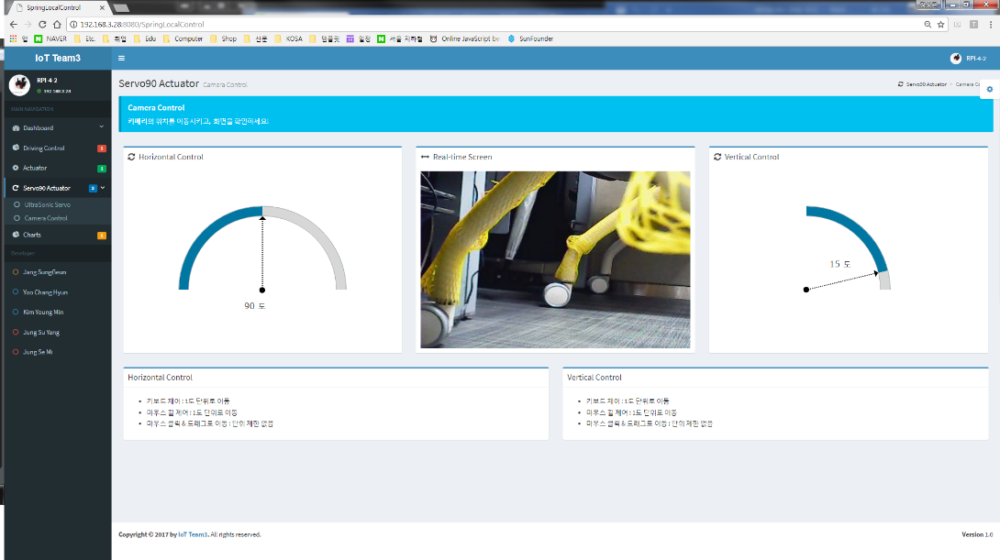 SpringLocalControl
192.168.3.28:8080/SpringLocalControl
앱 NAVER Etc. 취업 Edu Computer Shop 신문 KOSA 템플릿 일정 서울 지하철 Online JavaScript be SunFounder
IoT Team3
RPI-4-2
RPI-4-2
192.168.3.28
MAIN NAVIGATION
Dashboard
Driving Control
Actuator
Servo90 Actuator
UltraSonic Servo
Camera Control
Charts
Developer
Jang SungGeun
Yoo Chang Hyun
Kim Young Min
Jung Su Yang
Jung Se Mi
Servo90 Actuator Camera Control
Servo90 Actuator > Camera Co
Camera Control
카메라의 위치를 이동시키고, 화면을 확인하세요!
Horizontal Control
90 도
Real-time Screen
Vertical Control
15 도
Horizontal Control
키보드 제어 : 1도 단위로 이동
마우스 휠 제어 : 1도 단위로 이동
마우스 클릭 & 드래그로 이동 : 단위 제한 없음
Vertical Control
키보드 제어 : 1도 단위로 이동
마우스 휠 제어 : 1도 단위로 이동
마우스 클릭 & 드래그로 이동 : 단위 제한 없음
Copyright © 2017 by IoT Team3. All rights reserved.
Version 1.0